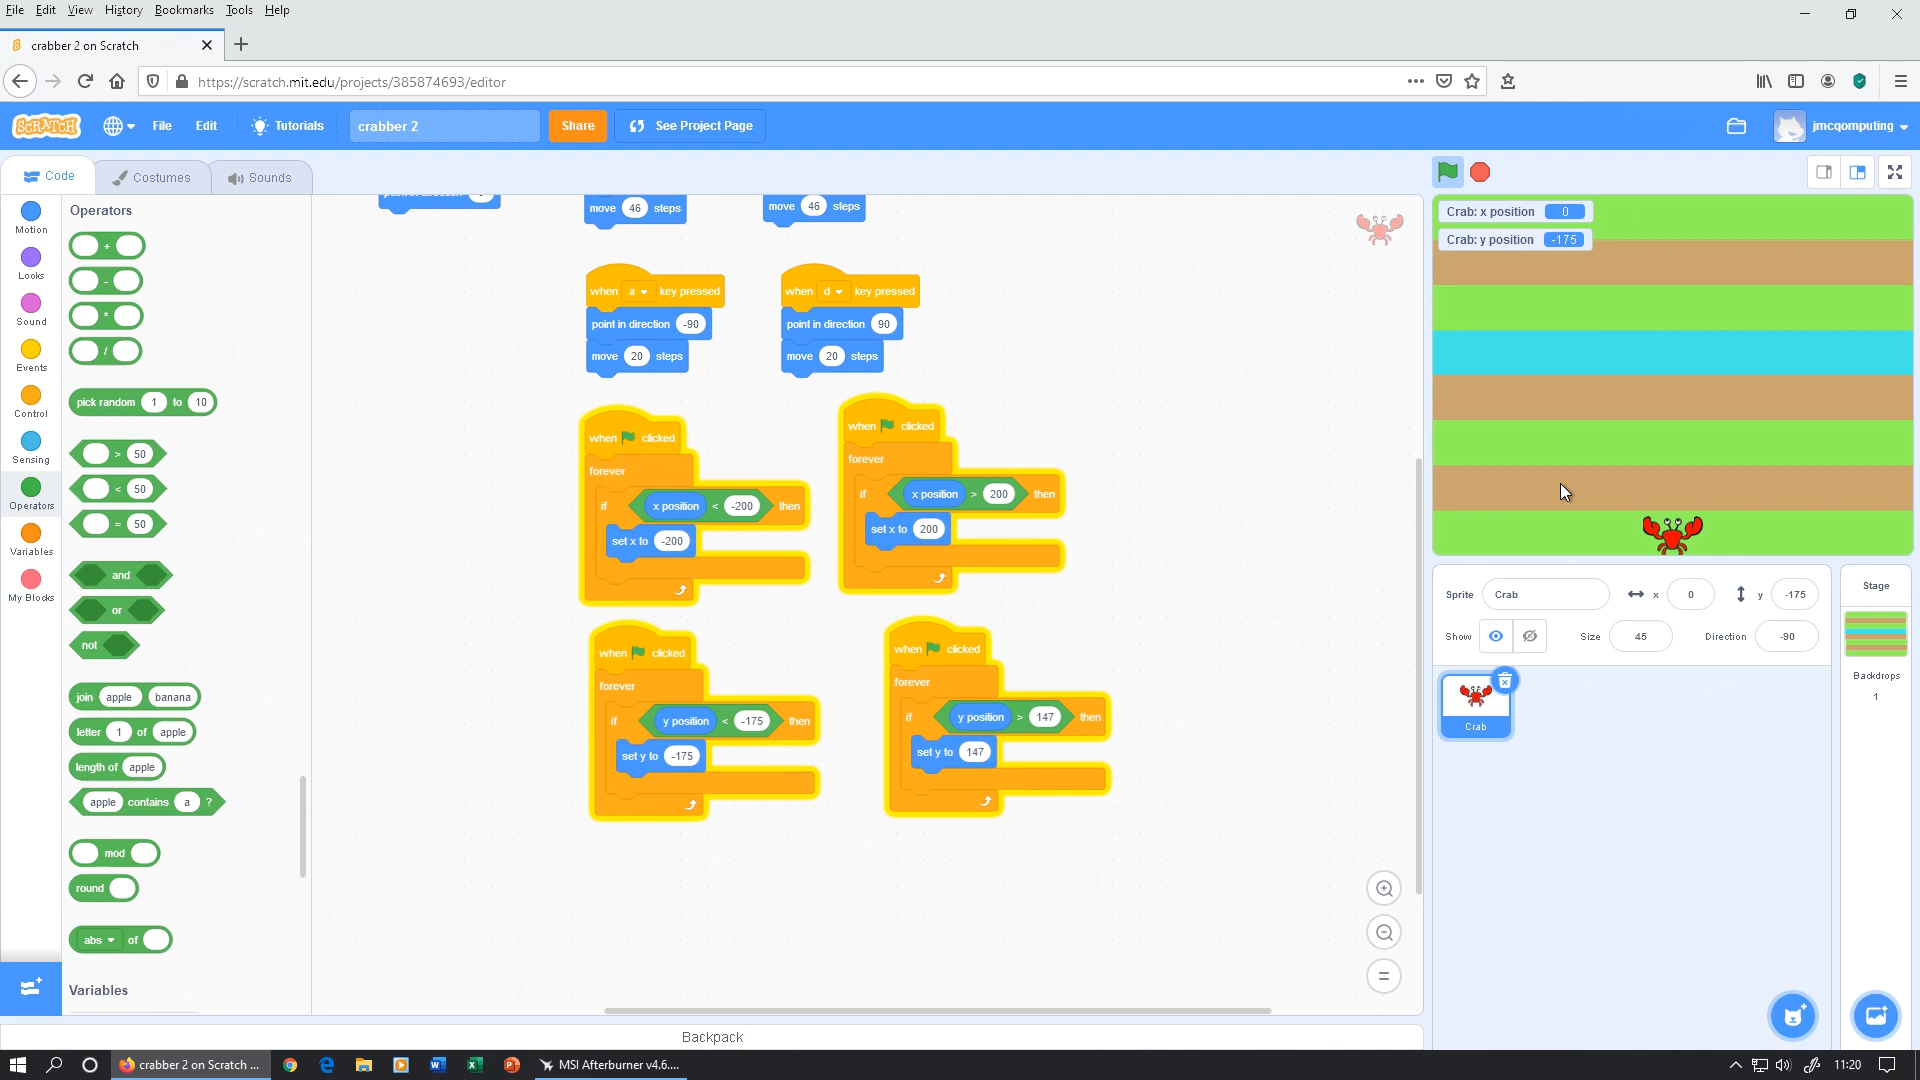 File Edit View History Bookmarks Tools Help
crabber 2 on Scratch
https://scratch.mit.edu/projects/385874693/editor
SCRATCH File Edit Tutorials crabber 2 Share See Project Page jmcqomputing
Code Costumes Sounds
Motion
Looks
Sound
Events
Control
Sensing
Operators
Variables
My Blocks
Operators
+
-
*
/
pick random 1 to 10
> 50
< 50
= 50
and
or
not
join apple banana
letter 1 of apple
length of apple
apple contains a ?
mod
round
abs of
Variables
move 46 steps
move 46 steps
when a key pressed
point in direction -90
move 20 steps
when d key pressed
point in direction 90
move 20 steps
when clicked
forever
if x position < -200 then
set x to -200
when clicked
forever
if x position > 200 then
set x to 200
when clicked
forever
if y position < -175 then
set y to -175
when clicked
forever
if y position > 147 then
set y to 147
Backpack
Crab: x position 0
Crab: y position -175
Sprite Crab x 0 y -175
Show Size 45 Direction -90
Crab
Stage
Backdrops
1
crabber 2 on Scratch ...
MSI Afterburner v4.6....
11:20